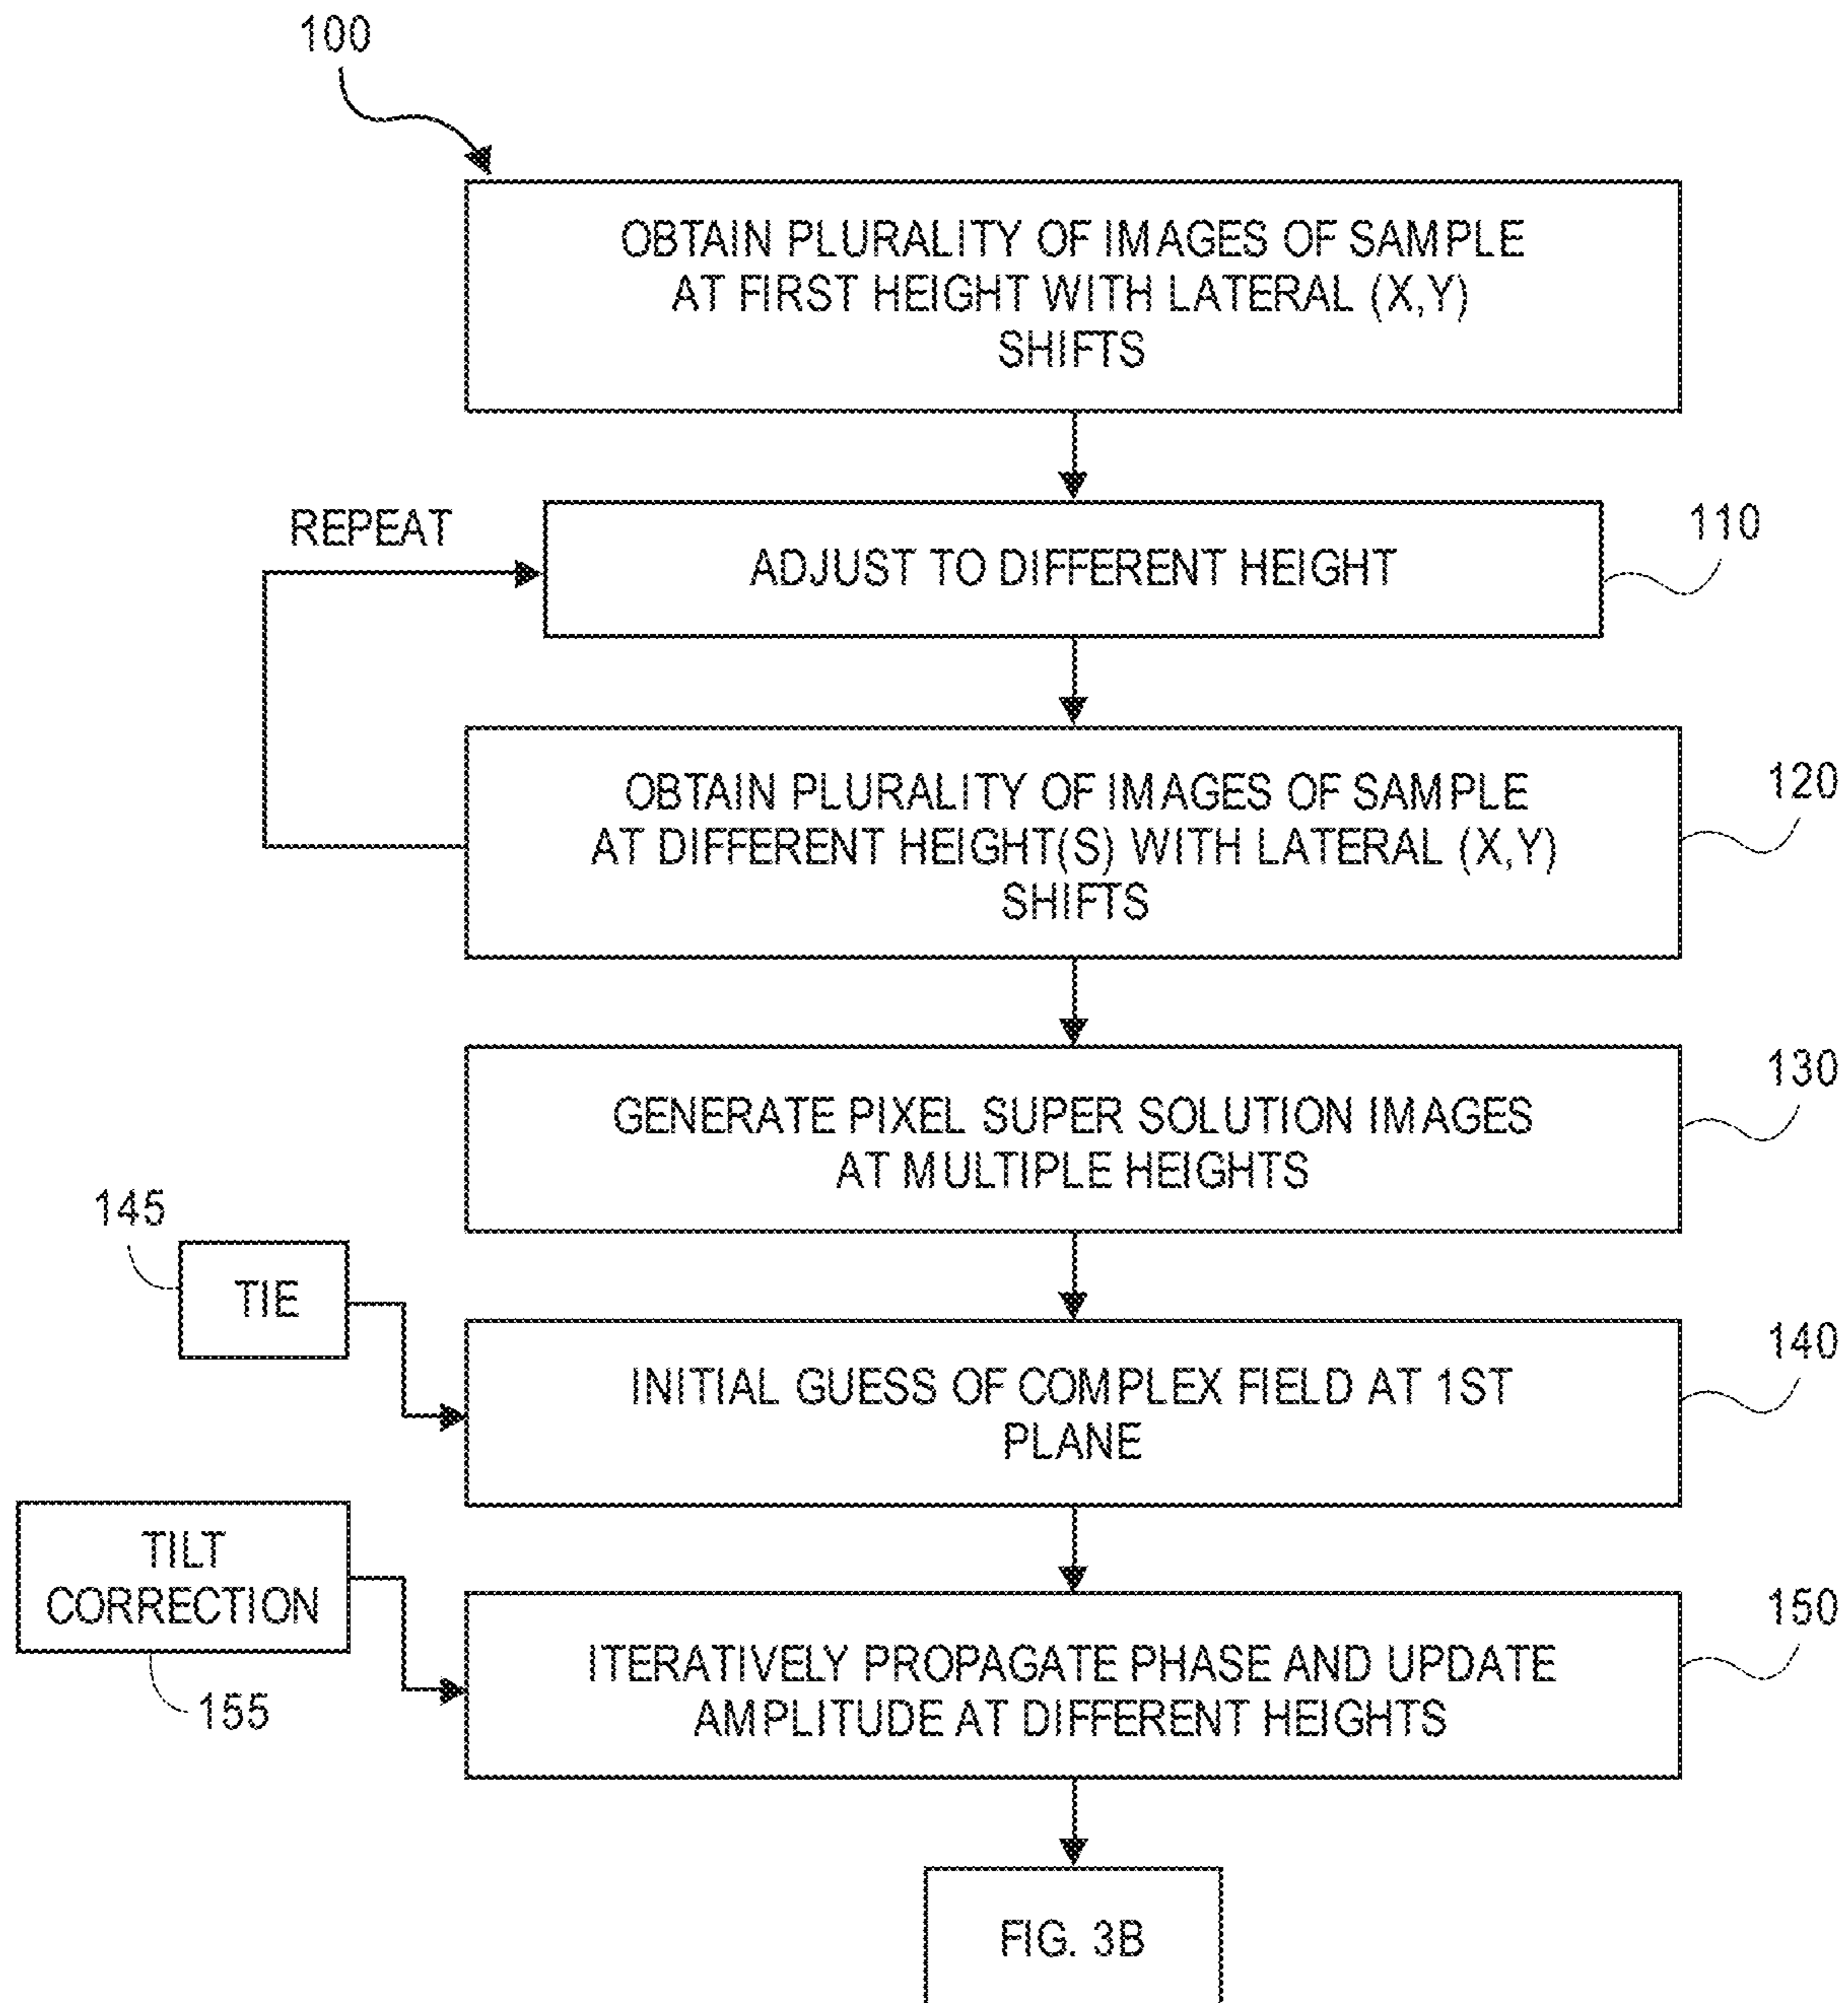 100
OBTAIN PLURALITY OF IMAGES OF SAMPLE
AT FIRST HEIGHT WITH LATERAL (X,Y)
SHIFTS
REPEAT
ADJUST TO DIFFERENT HEIGHT
110
OBTAIN PLURALITY OF IMAGES OF SAMPLE
AT DIFFERENT HEIGHT(S) WITH LATERAL (X,Y)
SHIFTS
120
GENERATE PIXEL SUPER SOLUTION IMAGES
AT MULTIPLE HEIGHTS
130
145
TIE
INITIAL GUESS OF COMPLEX FIELD AT 1ST
PLANE
140
TILT
CORRECTION
155
ITERATIVELY PROPAGATE PHASE AND UPDATE
AMPLITUDE AT DIFFERENT HEIGHTS
150
FIG. 3B